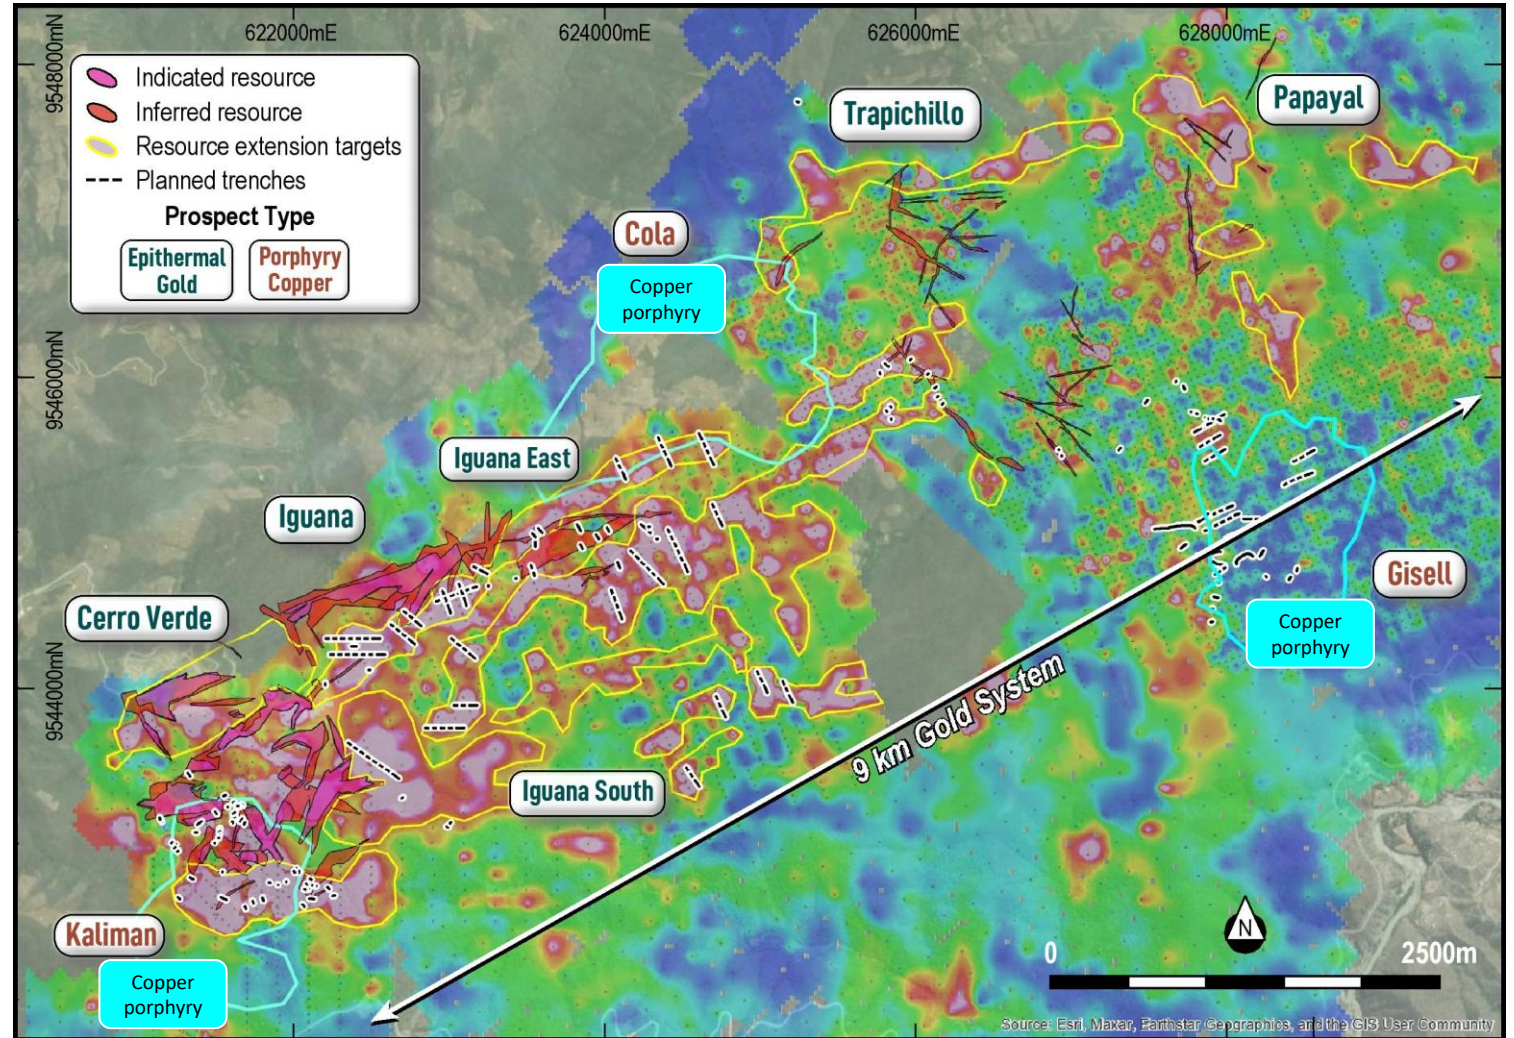 622000mE
624000mE
626000mE
628000mE
9548000mN
9546000mN
9544000mN
Indicated resource
Inferred resource
Resource extension targets
Planned trenches
Prospect Type
Epithermal
Gold
Porphyry
Copper
Trapichillo
Papayal
Cola
Copper
porphyry
Iguana East
Iguana
Cerro Verde
Gisell
Copper
porphyry
9 km Gold System
Iguana South
Kaliman
Copper
porphyry
N
0
2500m
Source: Esri, Maxar, Earthstar Geographics, and the GIS User Community